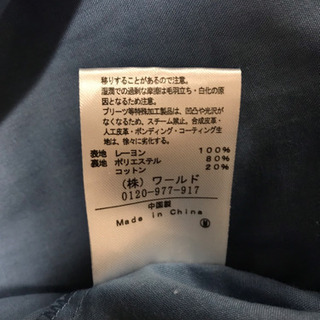 移りすることがあるので注意。
湿潤での過剰な摩擦は毛羽立ち・白化の原
因となるため注意。
プリーツ等特殊加工製品は、凹凸や光沢が
なくなるため、スチーム禁止。合成皮革・
人工皮革・ボンディング・コーティング生
地は、徐々に劣化する。
表地 レーヨン 100%
裏地 ポリエステル 80%
コットン 20%
(株) ワールド
0120-977-917
中国製
Made in China